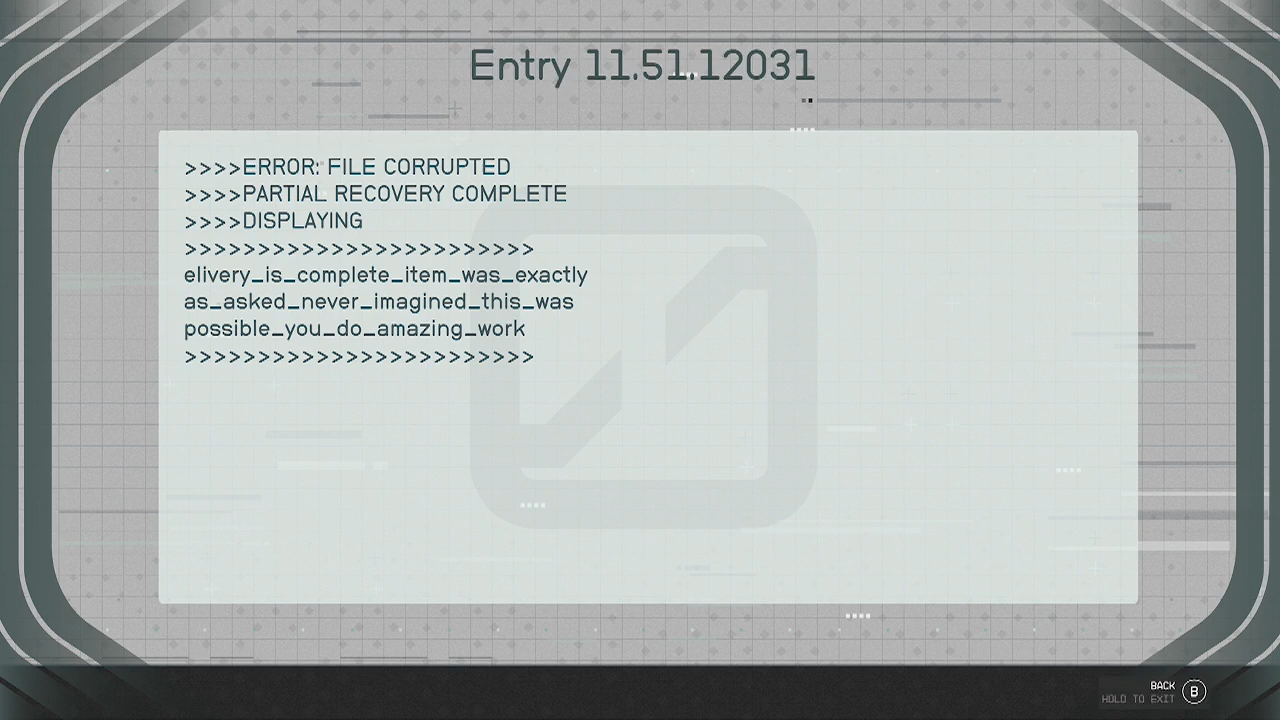 Entry 11.51.12031
>>>>ERROR: FILE CORRUPTED
>>>>PARTIAL RECOVERY COMPLETE
>>>>DISPLAYING
>>>>>>>>>>>>>>>>>>>>>>>>
elivery_is_complete_item_was_exactly
as_asked_never_imagined_this_was
possible_you_do_amazing_work
>>>>>>>>>>>>>>>>>>>>>>>>
BACK
HOLD TO EXIT
B